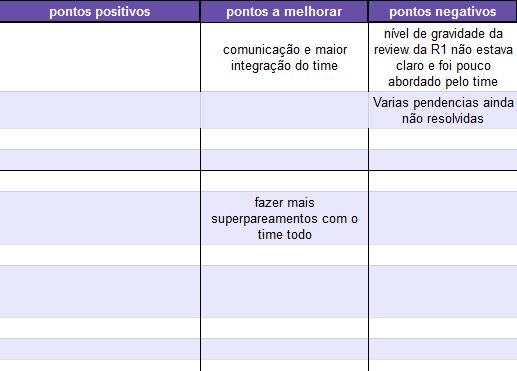 pontos positivos
pontos a melhorar
pontos negativos
comunicação e maior
integração do time
nível de gravidade da
review da R1 não estava
claro e foi pouco
abordado pelo time
Varias pendencias ainda
não resolvidas
fazer mais
superpareamentos com o
time todo